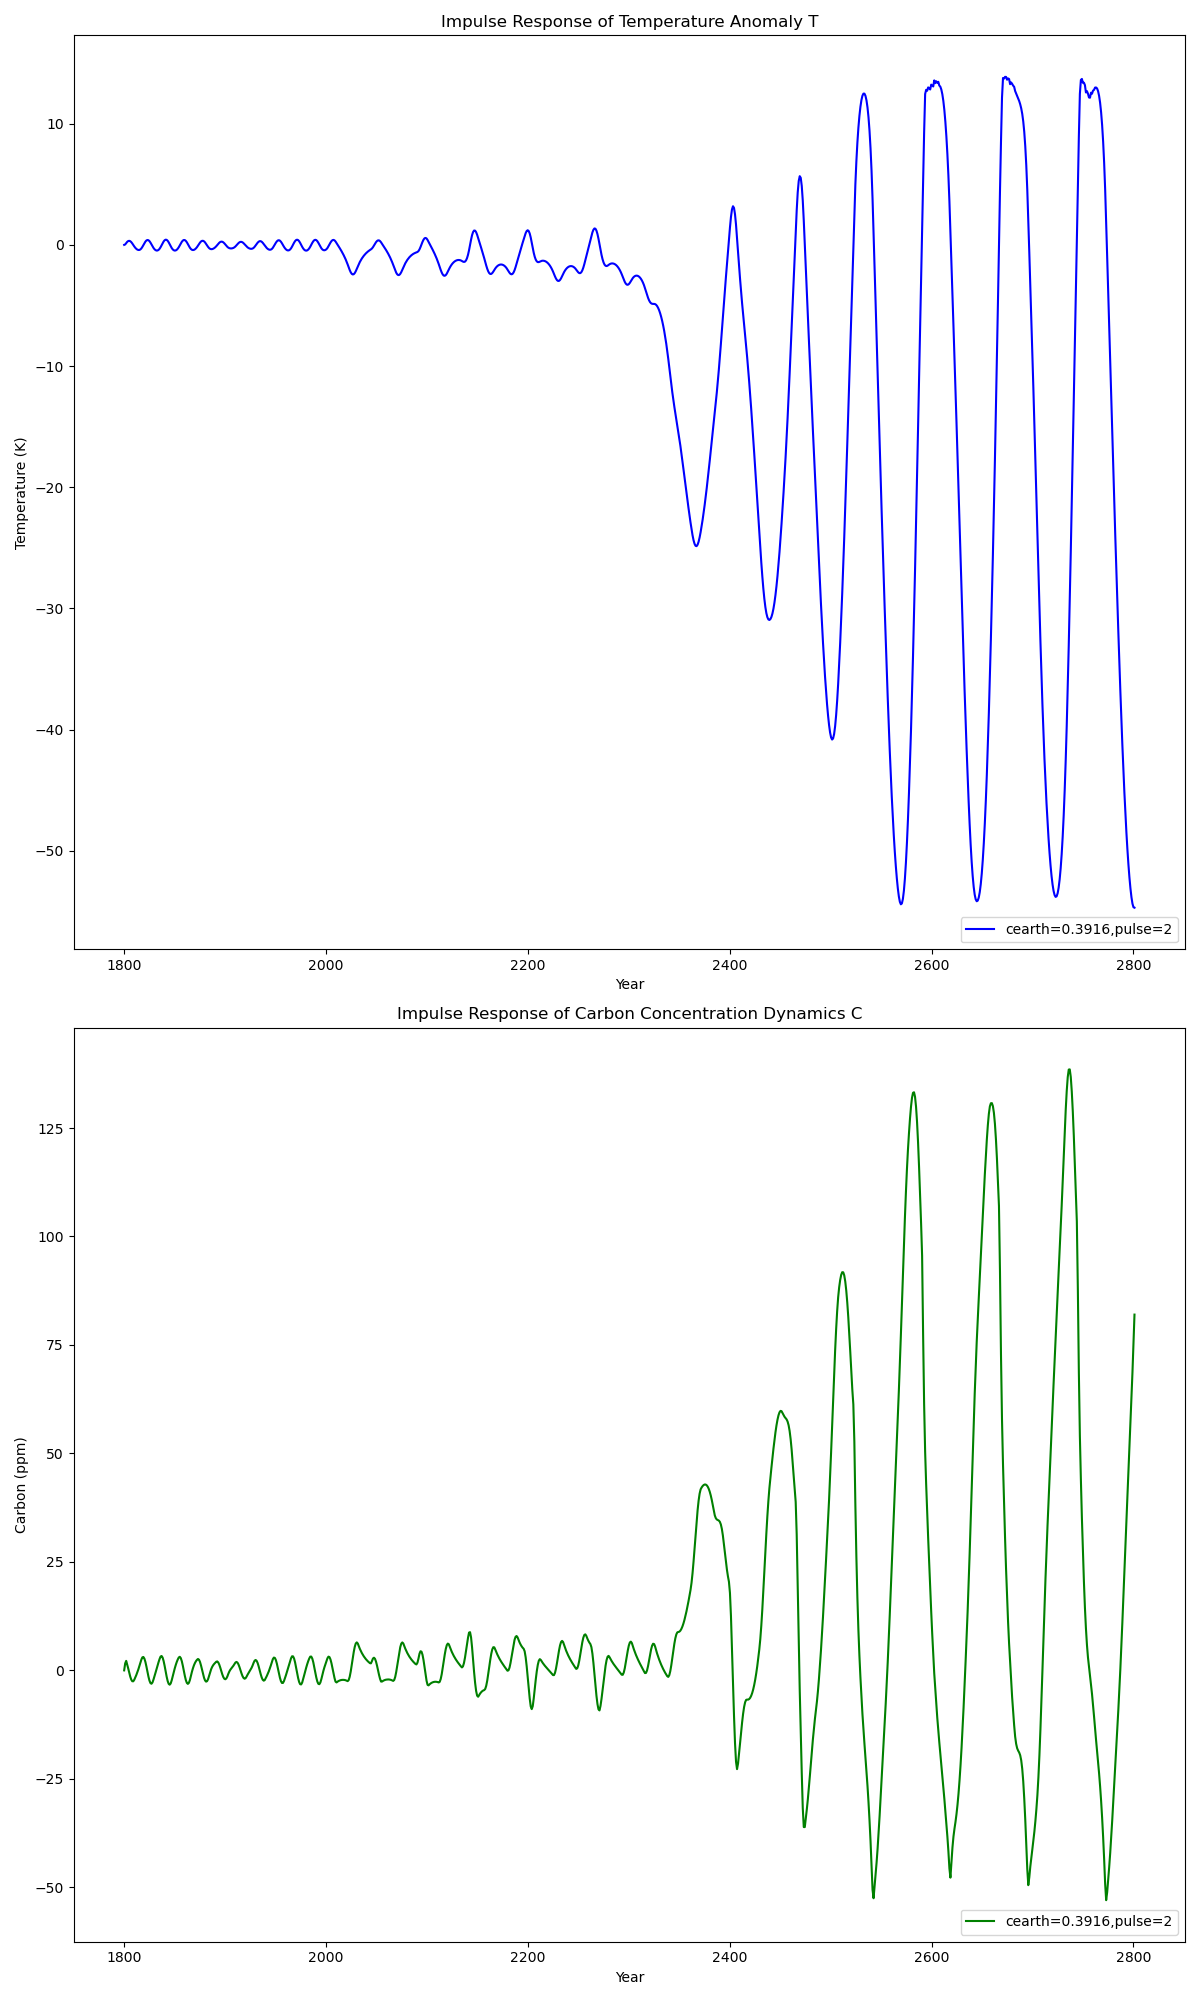 Impulse Response of Temperature Anomaly T
10
0
−10
−20
−30
−40
−50
Temperature (K)
1800 2000 2200 2400 2600 2800
Year
cearth=0.3916,pulse=2
Impulse Response of Carbon Concentration Dynamics C
125
100
75
50
25
0
−25
−50
Carbon (ppm)
1800 2000 2200 2400 2600 2800
Year
cearth=0.3916,pulse=2